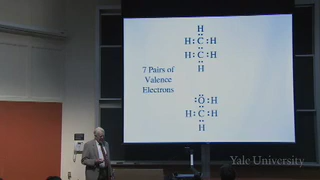 H
H : C : H
H : C : H
H
7 Pairs of
Valence
Electrons
: O : H
H : C : H
H
Yale University